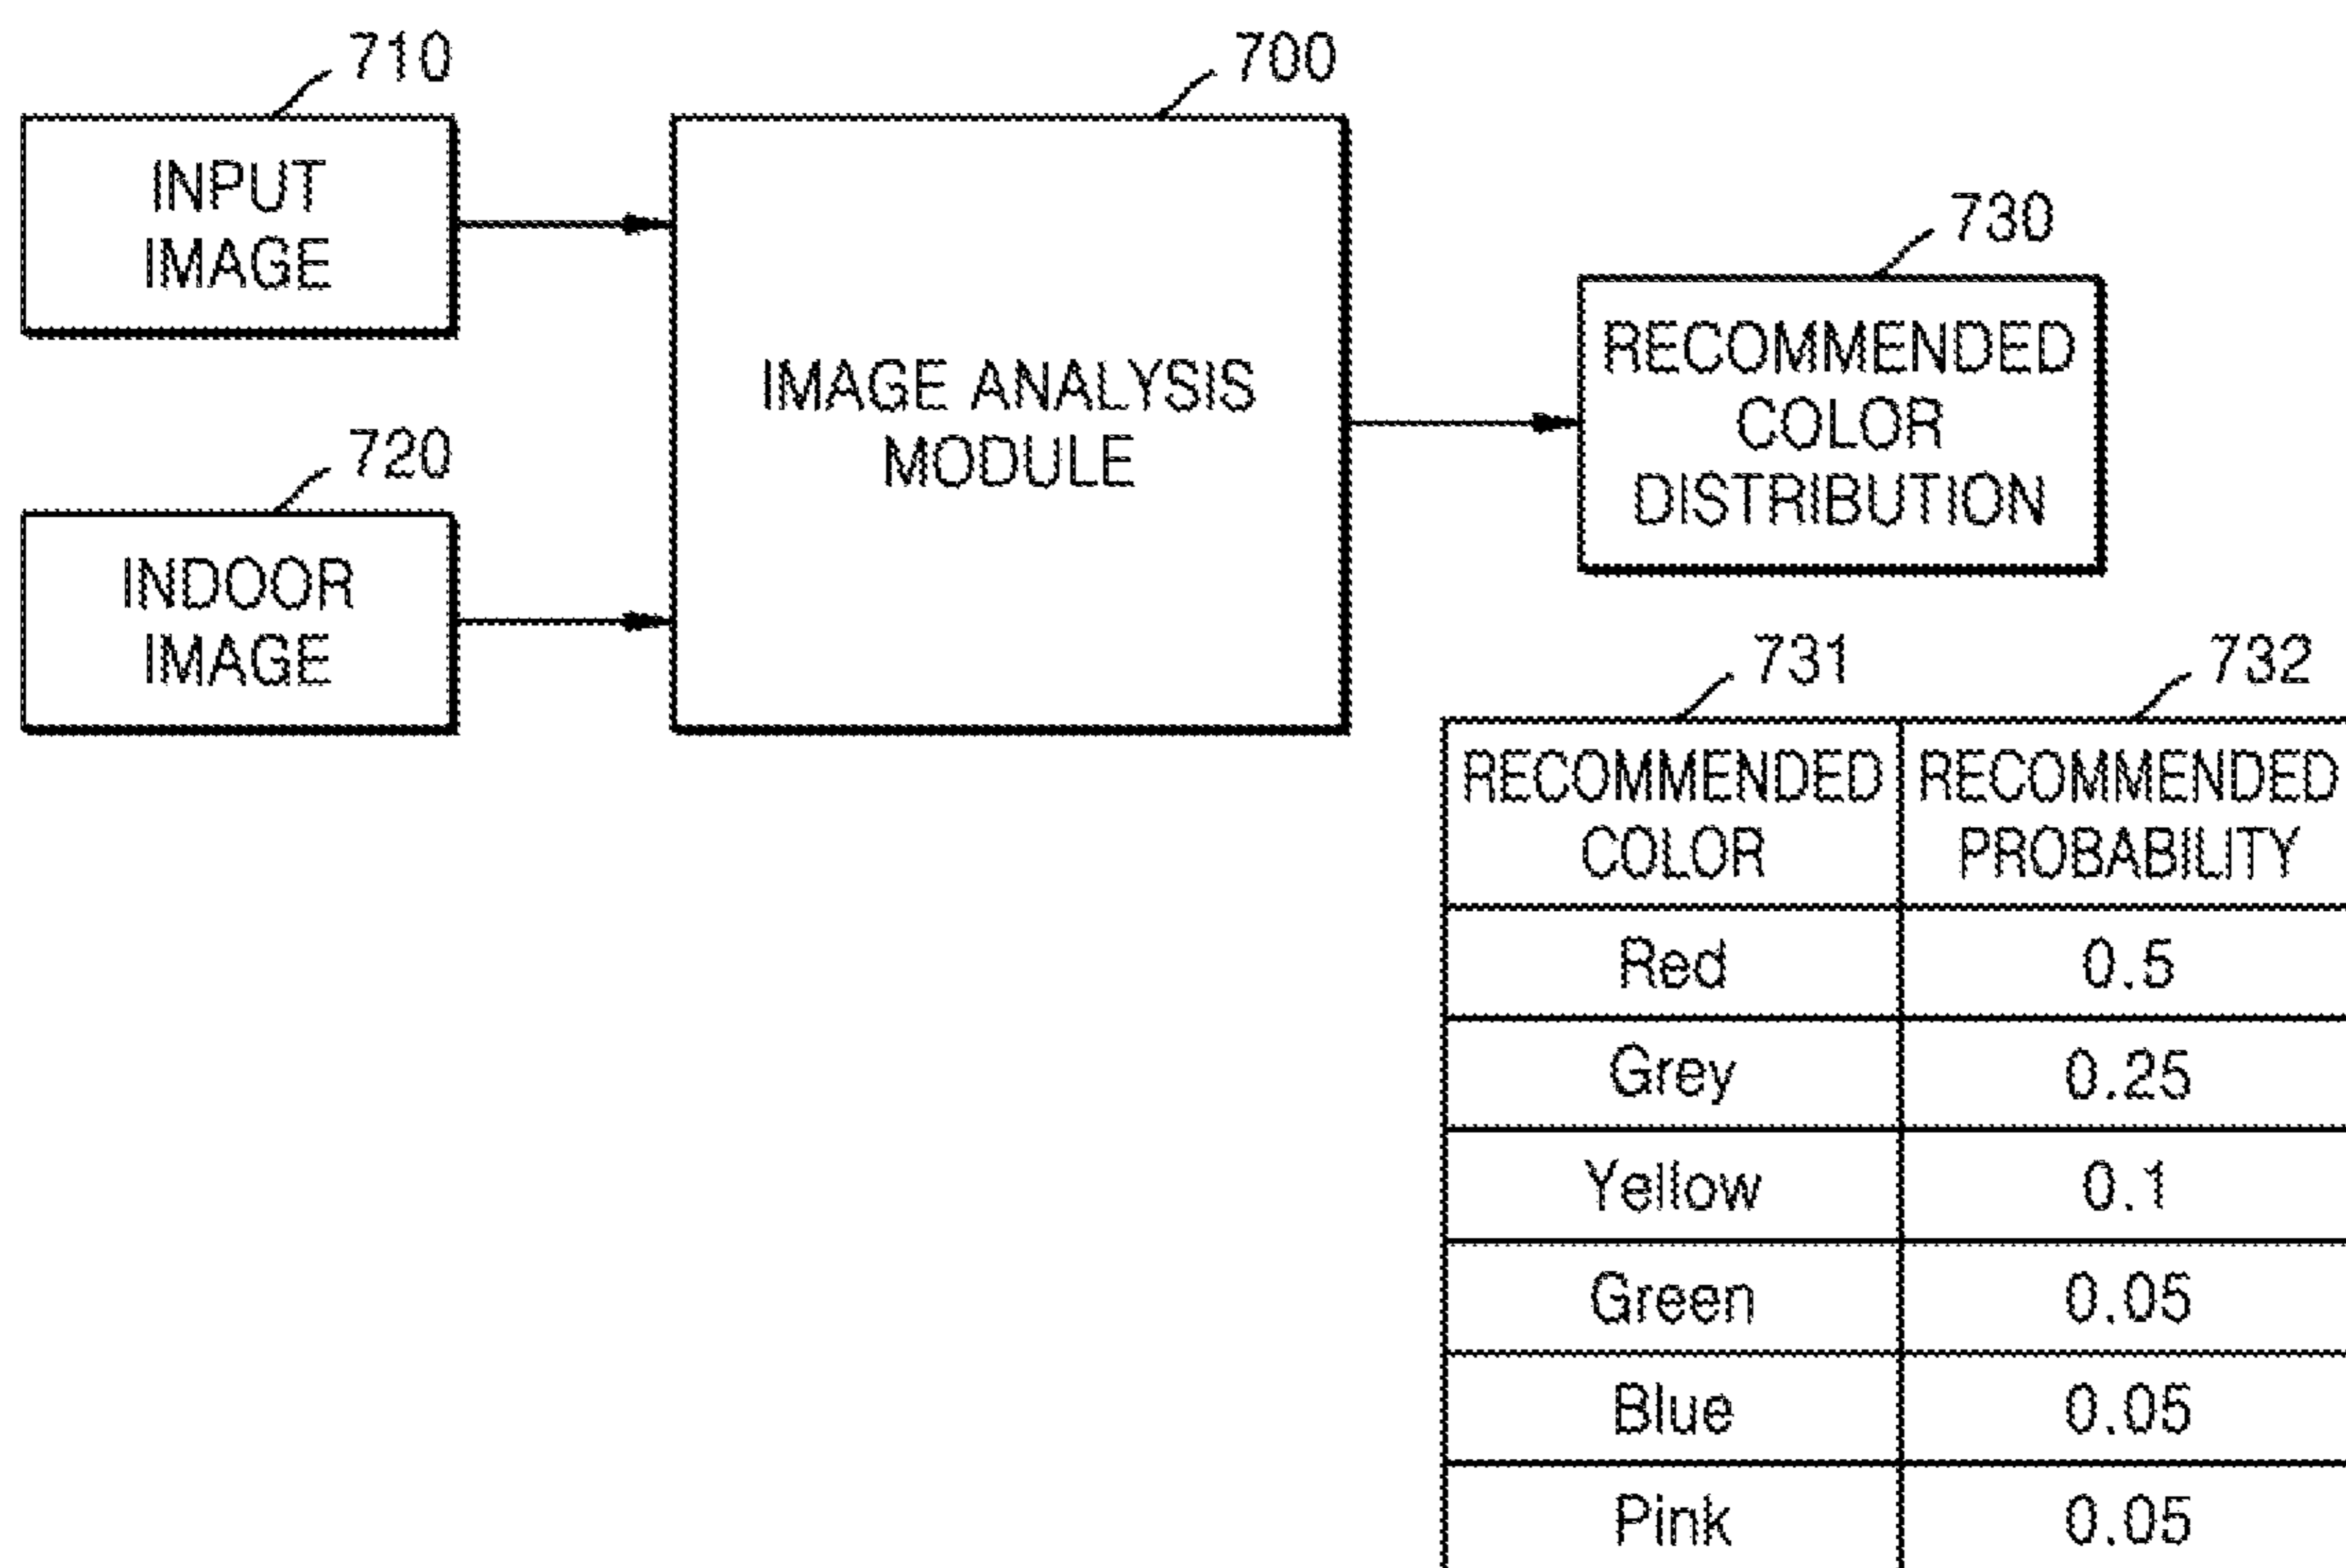 710
700
INPUT
IMAGE
730
IMAGE ANALYSIS
MODULE
RECOMMENDED
COLOR
DISTRIBUTION
720
INDOOR
IMAGE
731
732
RECOMMENDED COLOR
RECOMMENDED PROBABILITY
Red 0.5
Grey 0.25
Yellow 0.1
Green 0.05
Blue 0.05
Pink 0.05